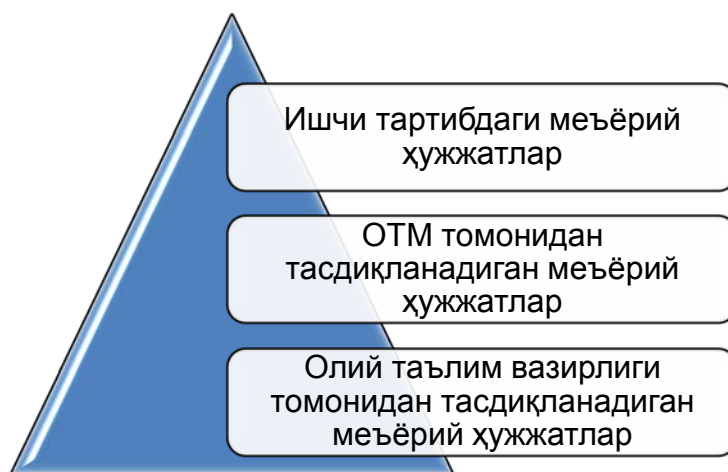 Ишчи тартибдаги меъёрий
ҳужжатлар
ОТМ томонидан
тасдиқланадиган меъёрий
ҳужжатлар
Олий таълим вазирлиги
томонидан тасдиқланадиган
меъёрий ҳужжатлар